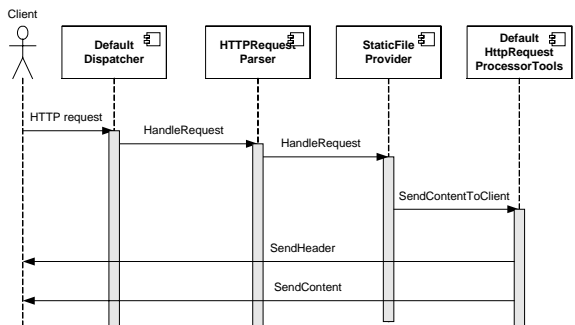 Client
Default
Dispatcher
HTTPRequest
Parser
StaticFile
Provider
Default
HttpRequest
ProcessorTools
HTTP request
HandleRequest
HandleRequest
SendContentToClient
SendHeader
SendContent